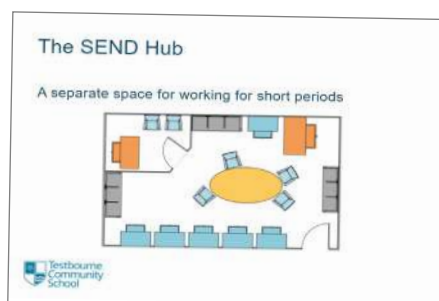 The SEND Hub
A separate space for working for short periods
Testbourne
Community
School